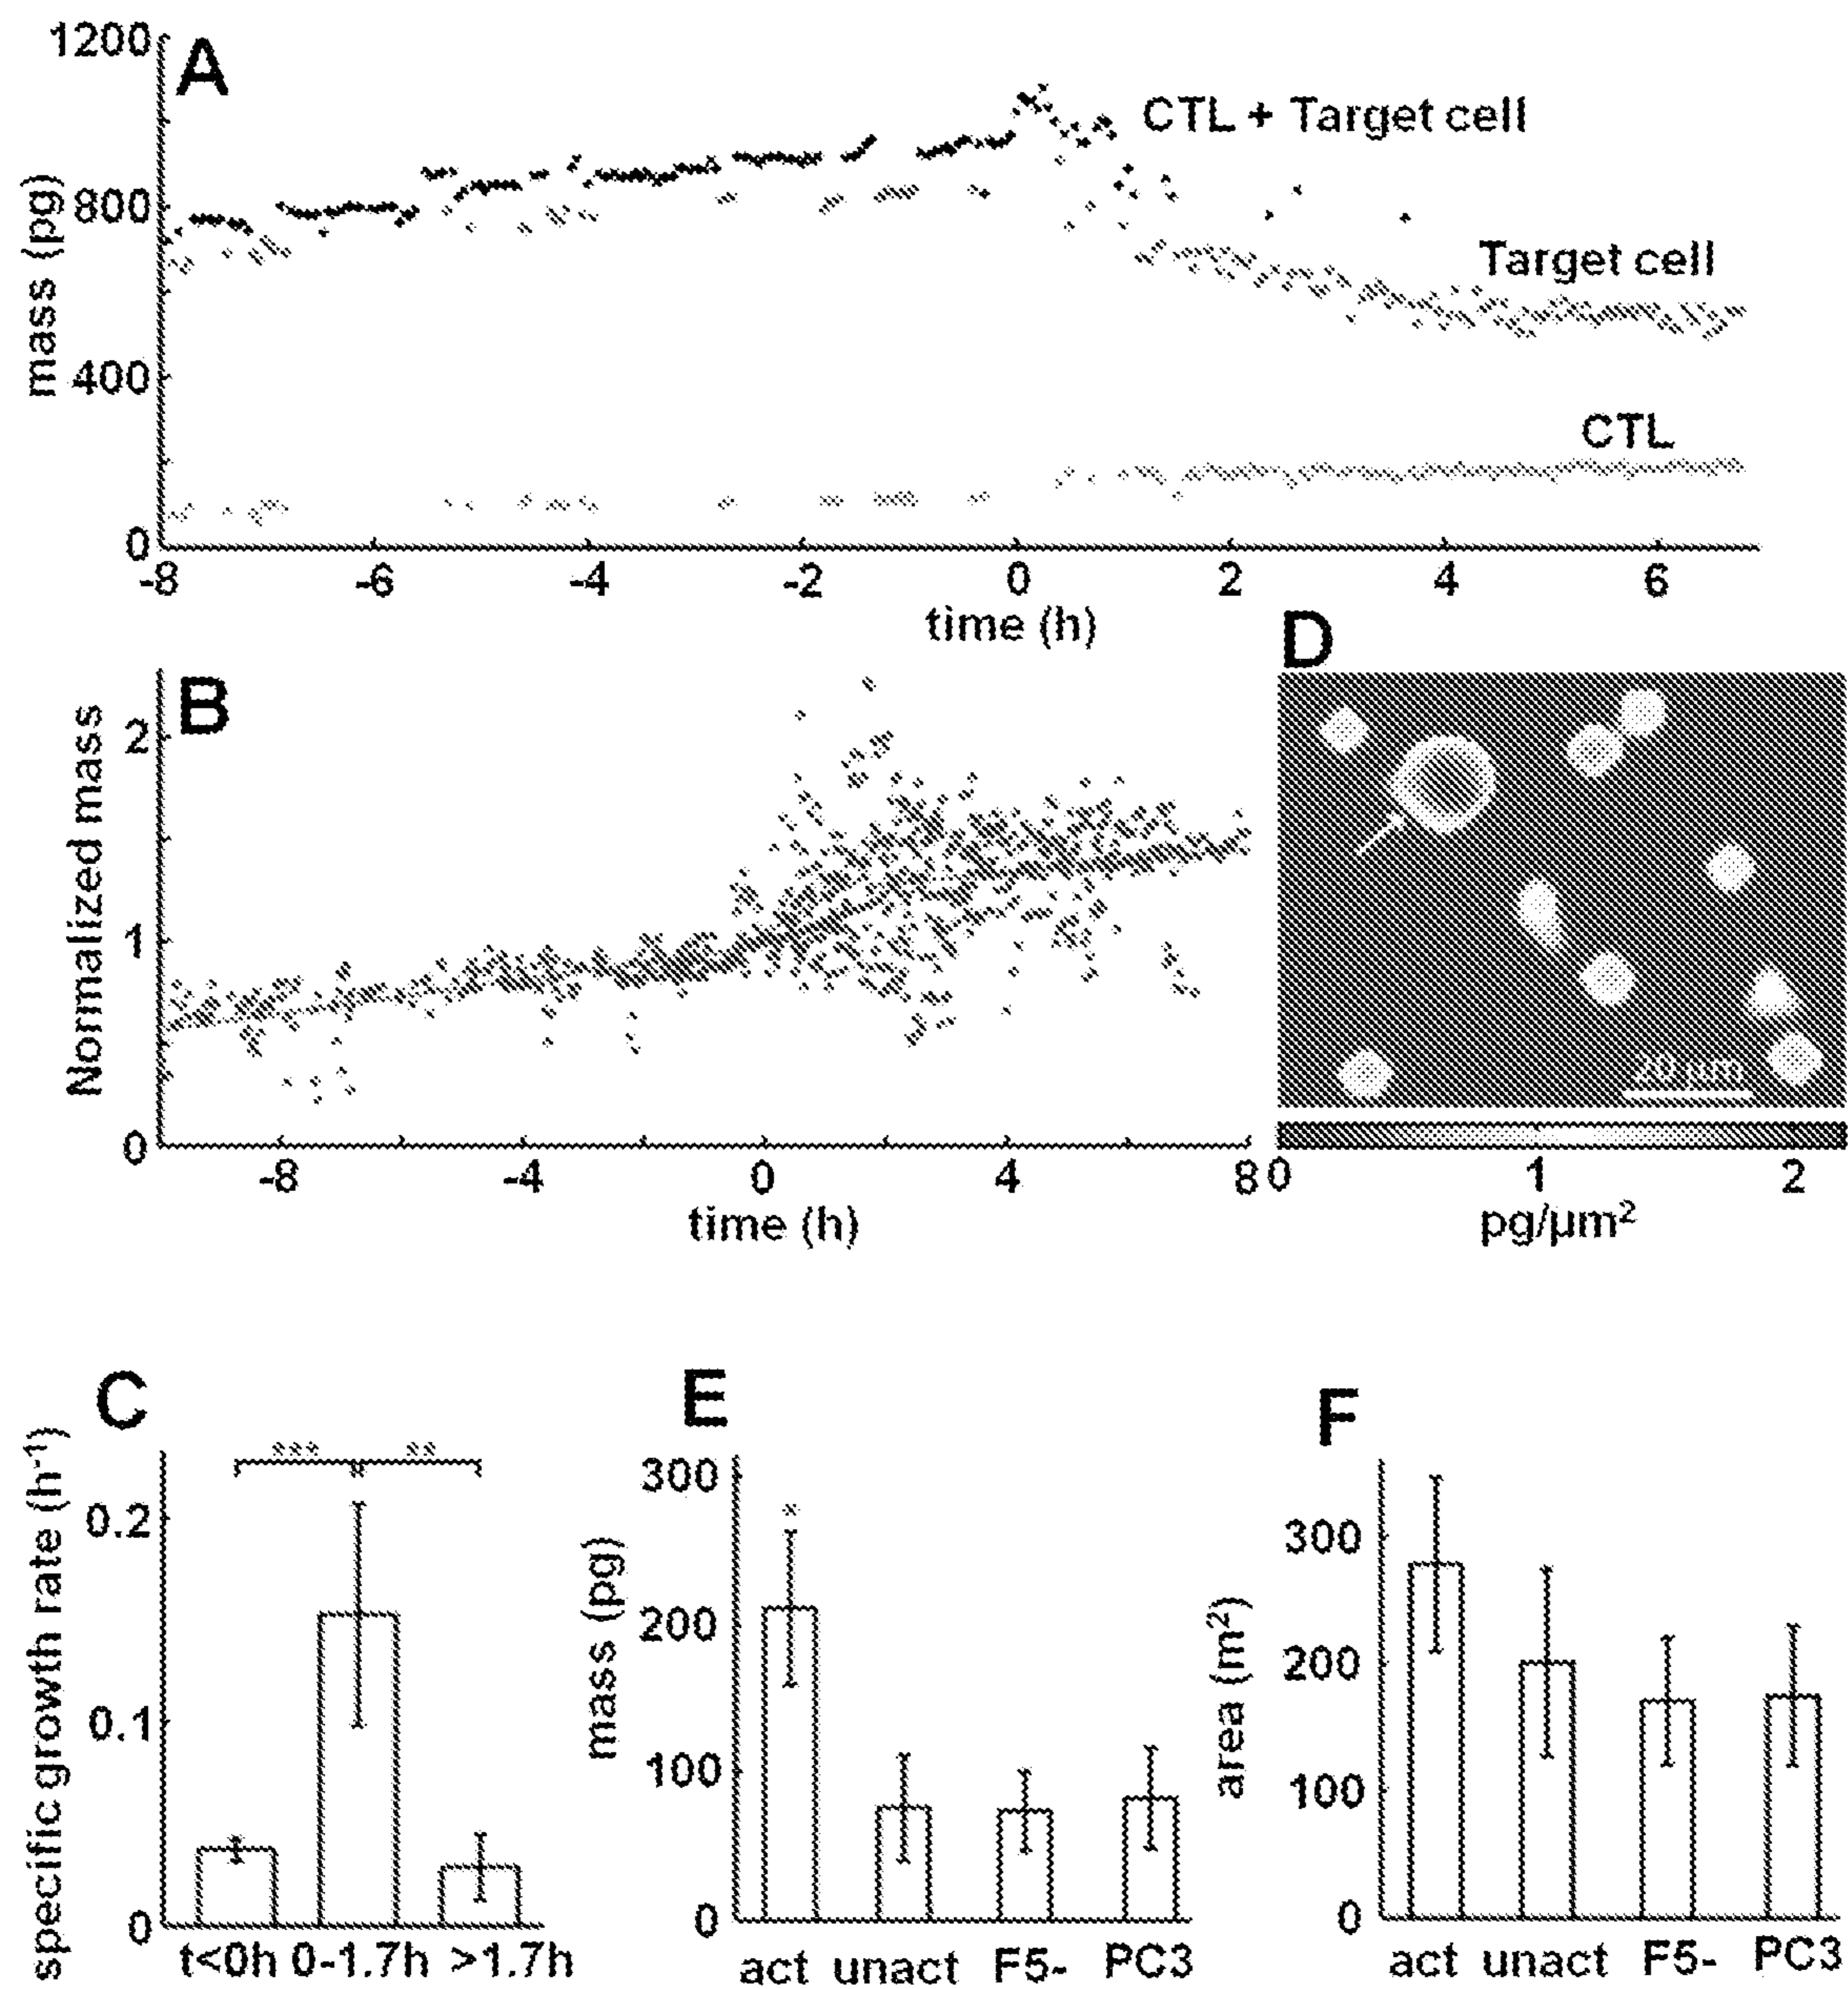 A
1200
800
400
0
mass (pg)
CTL + Target cell
Target cell
CTL
-8 -6 -4 -2 0 2 4 6
time (h)
B
Normalized mass
2
1
0
-8 -4 0 4 8
time (h)
D
20 µm
0 1 2
pg/µm²
C
specific growth rate (h⁻¹)
0.2
0.1
0
*** **
t<0h 0-1.7h >1.7h
E
mass (pg)
300
200
100
0
*
act unact F5- PC3
F
area (m²)
300
200
100
0
act unact F5- PC3